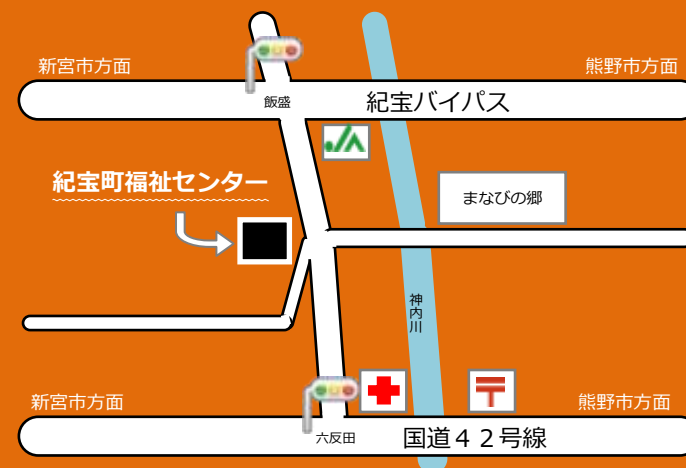 新宮市方面
熊野市方面
飯盛
紀宝バイパス
JA
紀宝町福祉センター
まなびの郷
神内川
新宮市方面
熊野市方面
六反田
国道４２号線